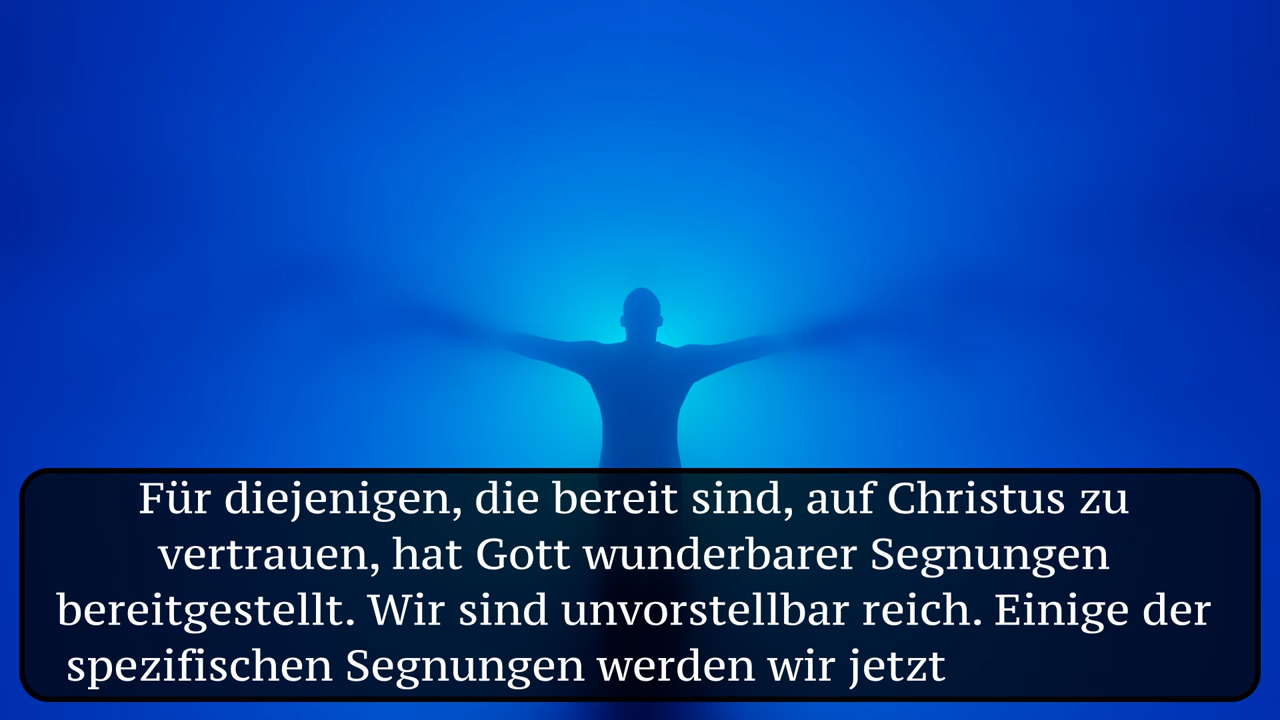 Für diejenigen, die bereit sind, auf Christus zu
vertrauen, hat Gott wunderbarer Segnungen
bereitgestellt. Wir sind unvorstellbar reich. Einige der
spezifischen Segnungen werden wir jetzt